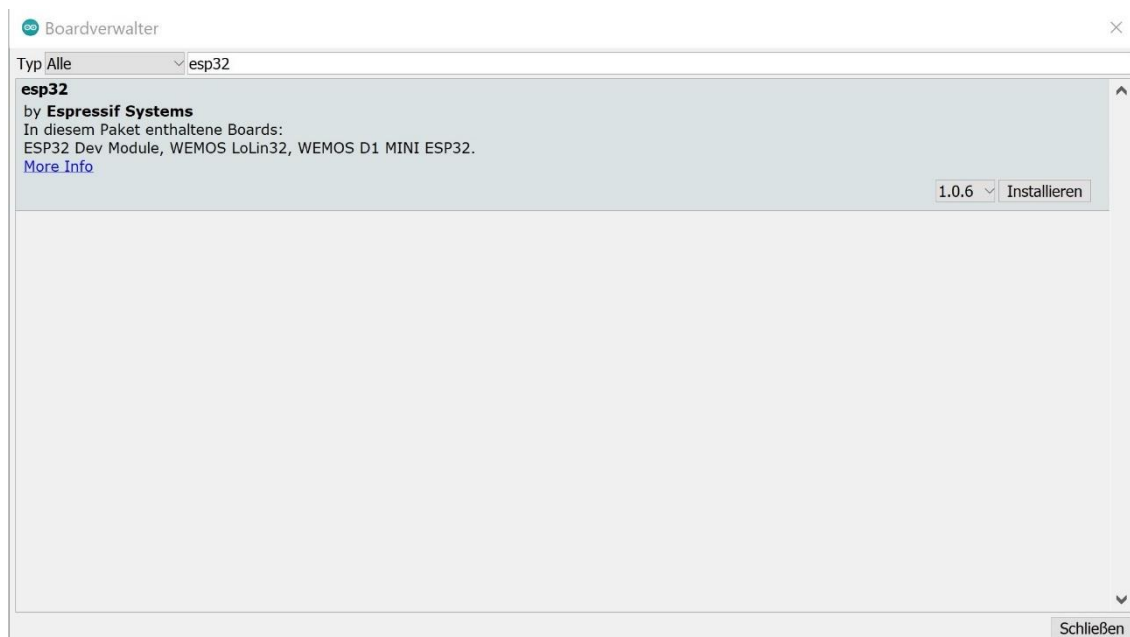 Boardverwalter
Typ Alle esp32
esp32
by Espressif Systems
In diesem Paket enthaltene Boards:
ESP32 Dev Module, WEMOS LoLin32, WEMOS D1 MINI ESP32.
More Info
1.0.6 Installieren
Schließen